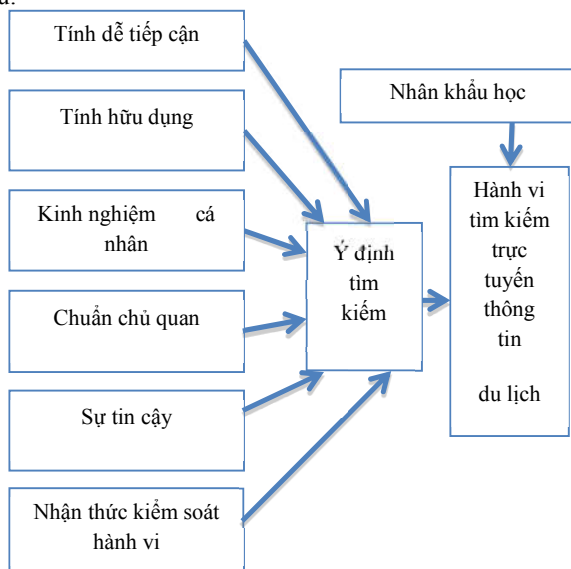 u.
Tính dễ tiếp cận
Tính hữu dụng
Kinh nghiệm cá
nhân
Chuẩn chủ quan
Sự tin cậy
Nhận thức kiểm soát
hành vi
Ý định
tìm
kiếm
Nhân khẩu học
Hành vi
tìm kiếm
trực
tuyến
thông
tin
du lịch